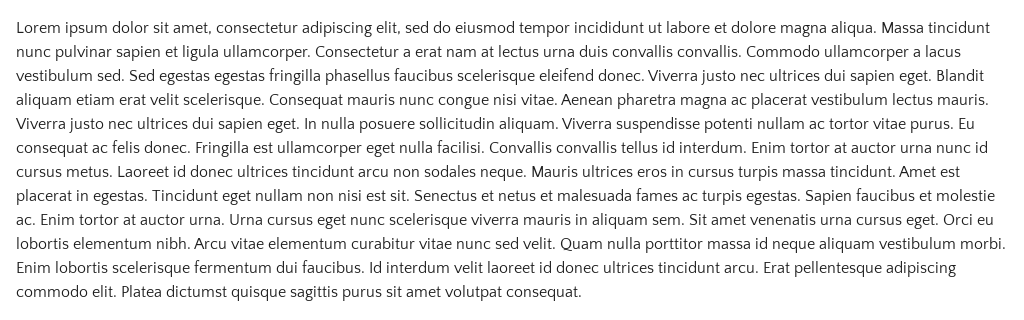 Lorem ipsum dolor sit amet, consectetur adipiscing elit, sed do eiusmod tempor incididunt ut labore et dolore magna aliqua. Massa tincidunt
nunc pulvinar sapien et ligula ullamcorper. Consectetur a erat nam at lectus urna duis convallis convallis. Commodo ullamcorper a lacus
vestibulum sed. Sed egestas egestas fringilla phasellus faucibus scelerisque eleifend donec. Viverra justo nec ultrices dui sapien eget. Blandit
aliquam etiam erat velit scelerisque. Consequat mauris nunc congue nisi vitae. Aenean pharetra magna ac placerat vestibulum lectus mauris.
Viverra justo nec ultrices dui sapien eget. In nulla posuere sollicitudin aliquam. Viverra suspendisse potenti nullam ac tortor vitae purus. Eu
consequat ac felis donec. Fringilla est ullamcorper eget nulla facilisi. Convallis convallis tellus id interdum. Enim tortor at auctor urna nunc id
cursus metus. Laoreet id donec ultrices tincidunt arcu non sodales neque. Mauris ultrices eros in cursus turpis massa tincidunt. Amet est
placerat in egestas. Tincidunt eget nullam non nisi est sit. Senectus et netus et malesuada fames ac turpis egestas. Sapien faucibus et molestie
ac. Enim tortor at auctor urna. Urna cursus eget nunc scelerisque viverra mauris in aliquam sem. Sit amet venenatis urna cursus eget. Orci eu
lobortis elementum nibh. Arcu vitae elementum curabitur vitae nunc sed velit. Quam nulla porttitor massa id neque aliquam vestibulum morbi.
Enim lobortis scelerisque fermentum dui faucibus. Id interdum velit laoreet id donec ultrices tincidunt arcu. Erat pellentesque adipiscing
commodo elit. Platea dictumst quisque sagittis purus sit amet volutpat consequat.